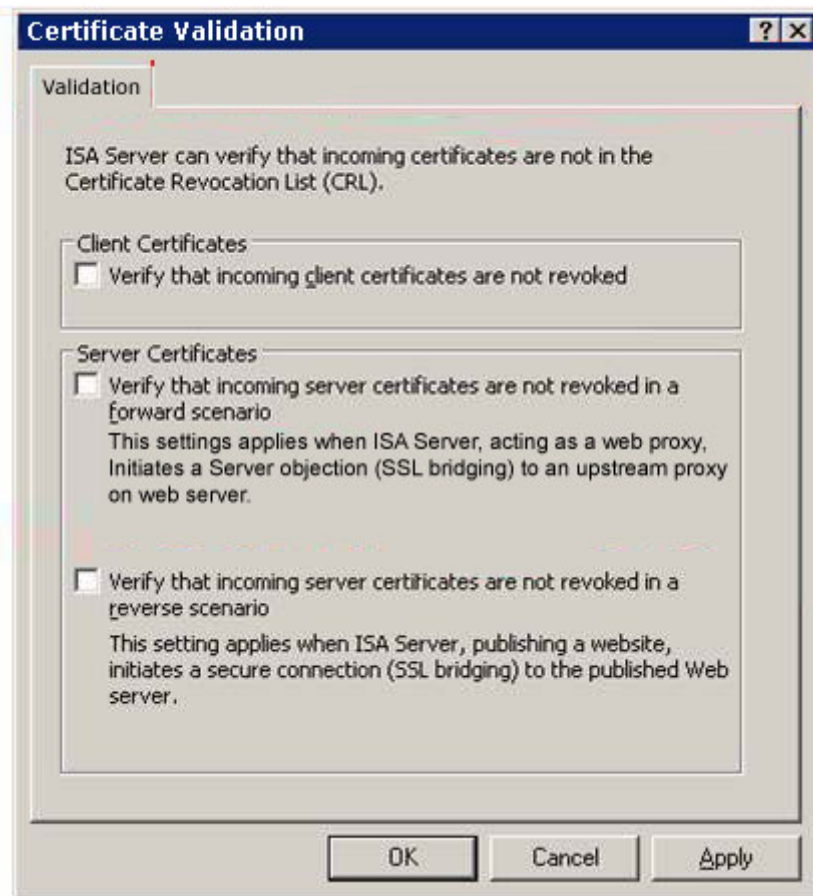 Certificate Validation
Validation
ISA Server can verify that incoming certificates are not in the
Certificate Revocation List (CRL).
Client Certificates
Verify that incoming client certificates are not revoked
Server Certificates
Verify that incoming server certificates are not revoked in a
forward scenario
This settings applies when ISA Server, acting as a web proxy,
Initiates a Server objection (SSL bridging) to an upstream proxy
on web server.
Verify that incoming server certificates are not revoked in a
reverse scenario
This setting applies when ISA Server, publishing a website,
initiates a secure connection (SSL bridging) to the published Web
server.
OK Cancel Apply